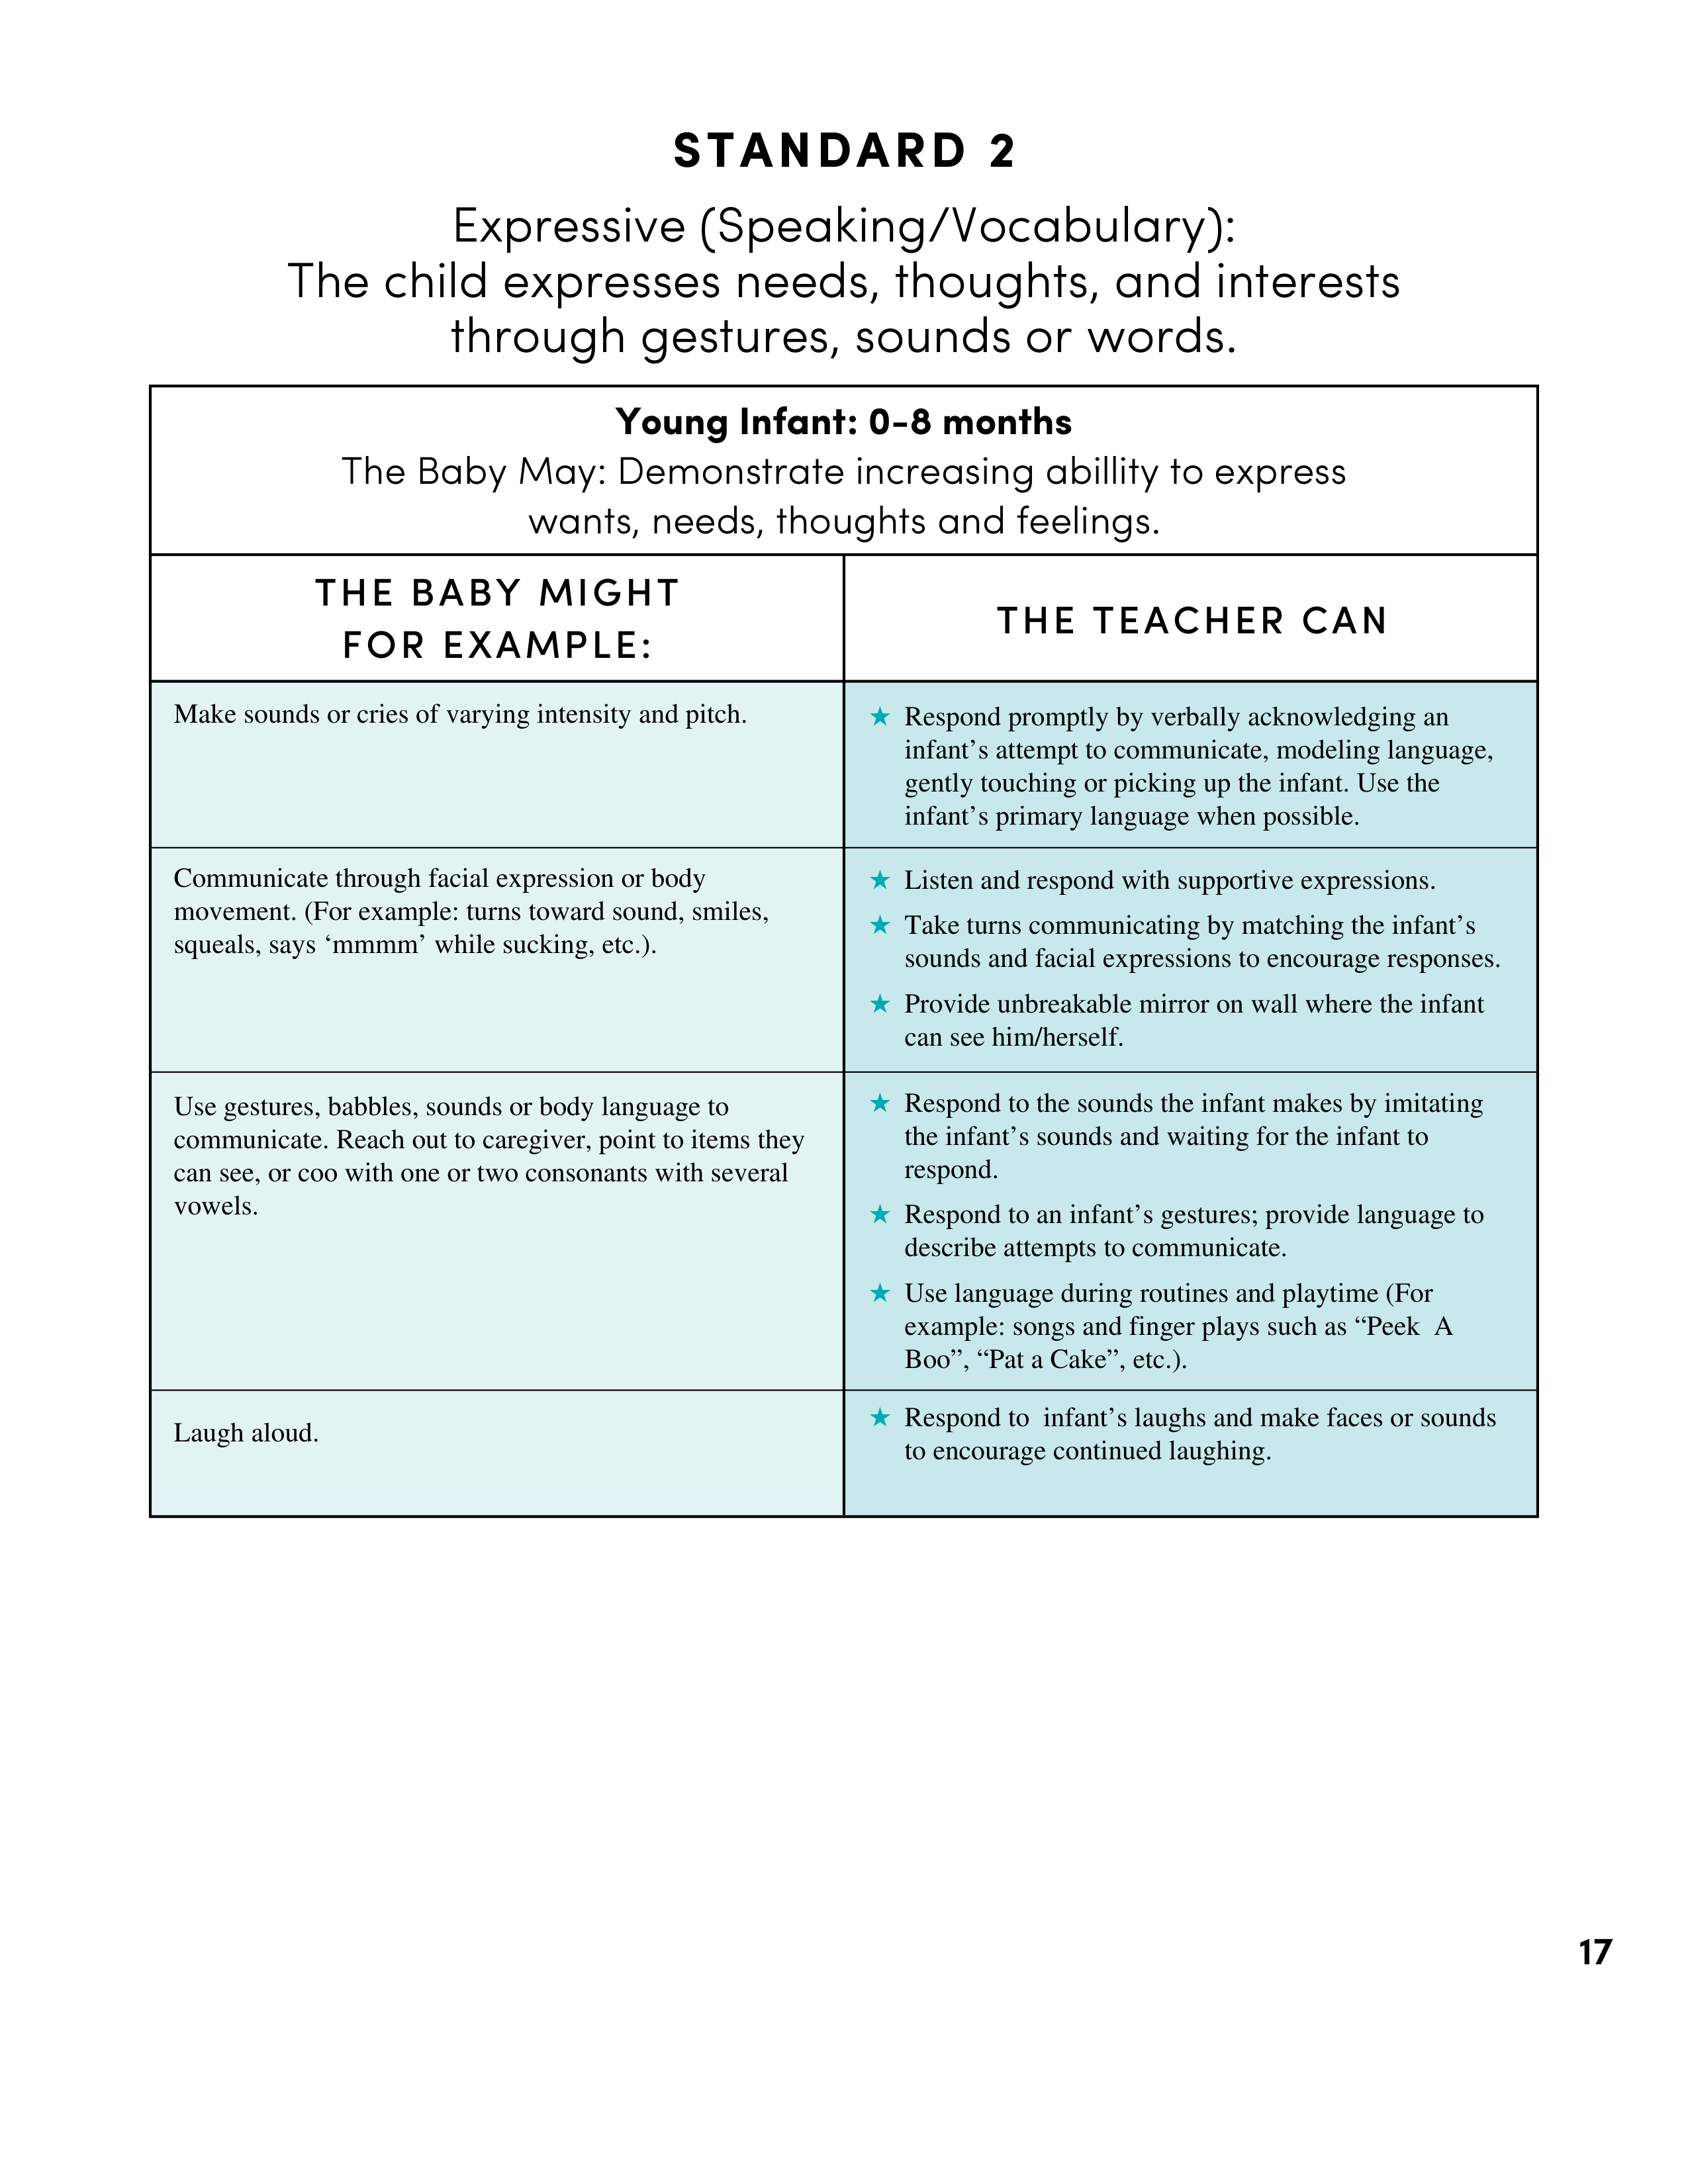 STANDARD 2
Expressive (Speaking/Vocabulary):
The child expresses needs, thoughts, and interests
through gestures, sounds or words.
Young Infant: 0-8 months
The Baby May: Demonstrate increasing abillity to express
wants, needs, thoughts and feelings.
THE BABY MIGHT
FOR EXAMPLE:
THE TEACHER CAN
Make sounds or cries of varying intensity and pitch.
★ Respond promptly by verbally acknowledging an
infant’s attempt to communicate, modeling language,
gently touching or picking up the infant. Use the
infant’s primary language when possible.
Communicate through facial expression or body
movement. (For example: turns toward sound, smiles,
squeals, says ‘mmmm’ while sucking, etc.).
★ Listen and respond with supportive expressions.
★ Take turns communicating by matching the infant’s
sounds and facial expressions to encourage responses.
★ Provide unbreakable mirror on wall where the infant
can see him/herself.
Use gestures, babbles, sounds or body language to
communicate. Reach out to caregiver, point to items they
can see, or coo with one or two consonants with several
vowels.
★ Respond to the sounds the infant makes by imitating
the infant’s sounds and waiting for the infant to
respond.
★ Respond to an infant’s gestures; provide language to
describe attempts to communicate.
★ Use language during routines and playtime (For
example: songs and finger plays such as “Peek  A
Boo”, “Pat a Cake”, etc.).
Laugh aloud.
★ Respond to  infant’s laughs and make faces or sounds
to encourage continued laughing.
17